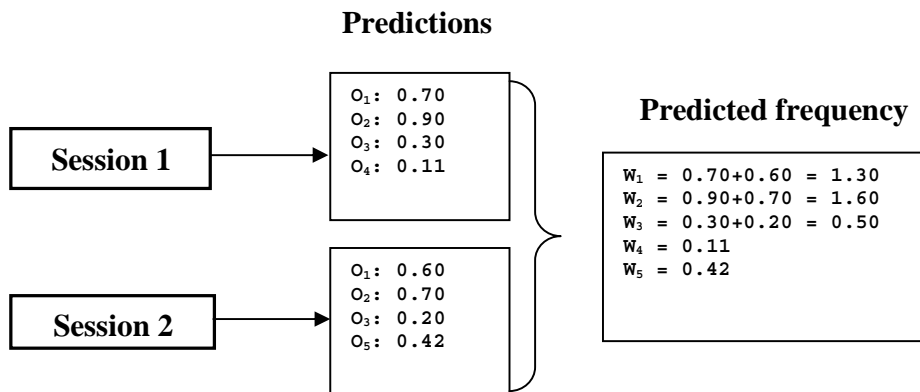 Predictions
Session 1
O₁: 0.70
O₂: 0.90
O₃: 0.30
O₄: 0.11
Session 2
O₁: 0.60
O₂: 0.70
O₃: 0.20
O₅: 0.42
Predicted frequency
W₁ = 0.70+0.60 = 1.30
W₂ = 0.90+0.70 = 1.60
W₃ = 0.30+0.20 = 0.50
W₄ = 0.11
W₅ = 0.42